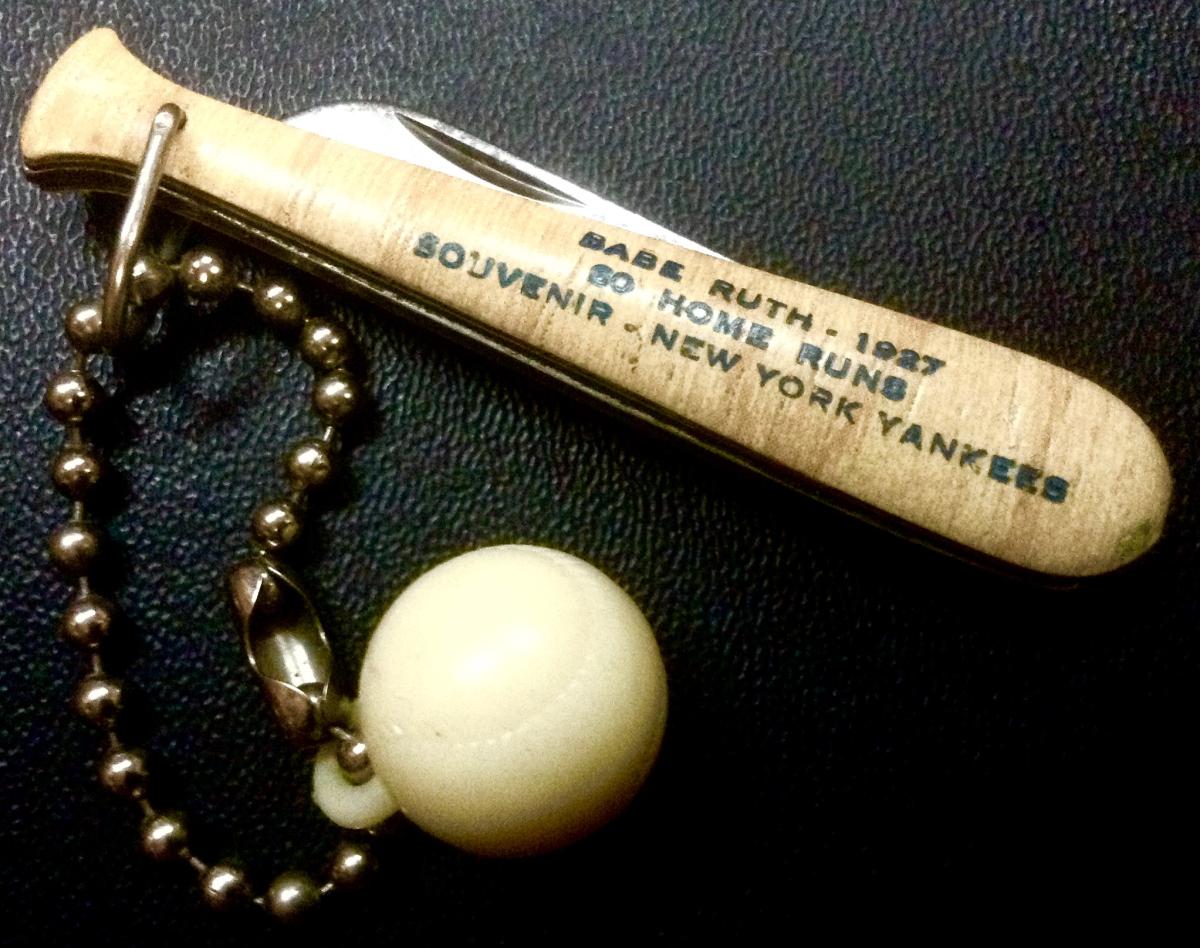 BABE RUTH - 1927
60 HOME RUNS
SOUVENIR - NEW YORK YANKEES